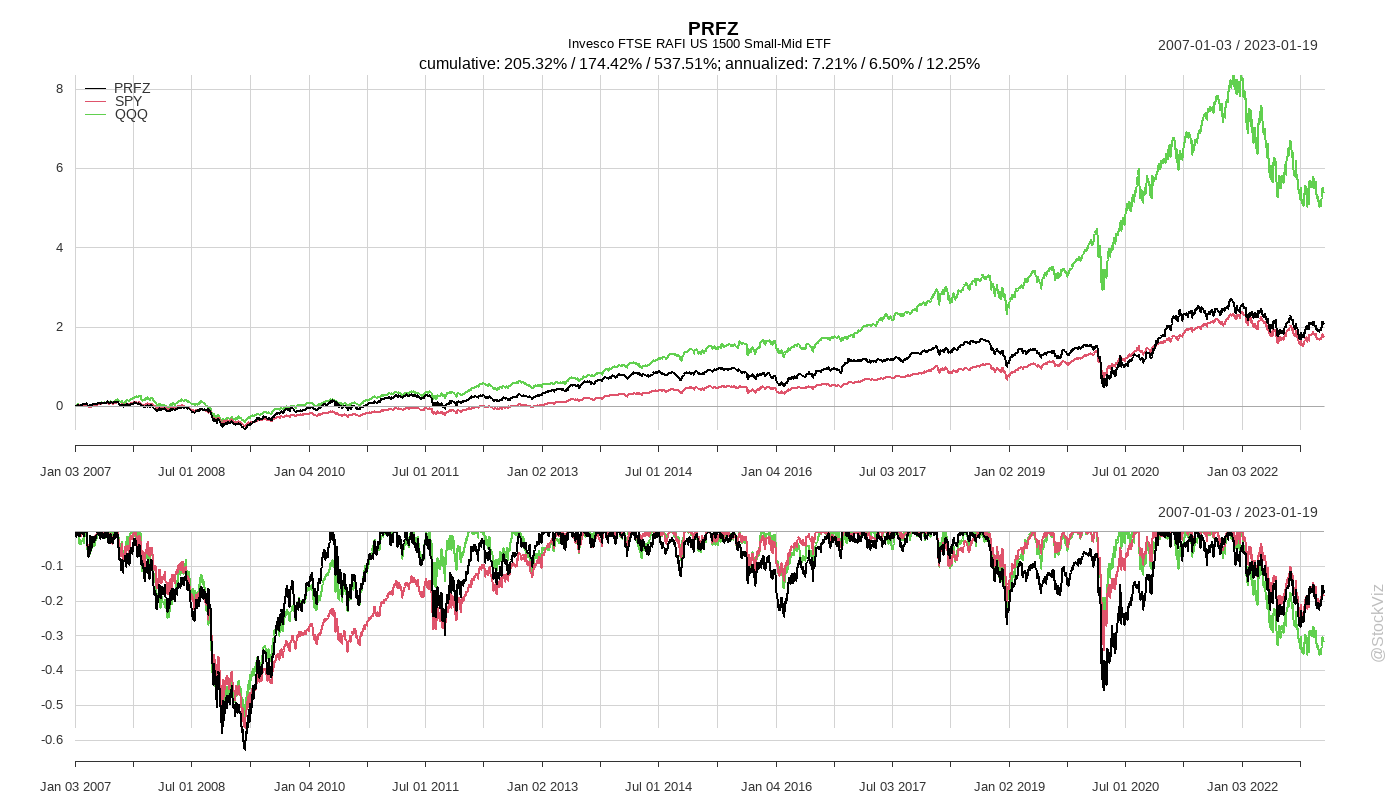 PRFZ
Invesco FTSE RAFI US 1500 Small-Mid ETF
2007-01-03 / 2023-01-19
cumulative: 205.32% / 174.42% / 537.51%; annualized: 7.21% / 6.50% / 12.25%
PRFZ
SPY
QQQ
8
6
4
2
0
Jan 03 2007 Jul 01 2008 Jan 04 2010 Jul 01 2011 Jan 02 2013 Jul 01 2014 Jan 04 2016 Jul 03 2017 Jan 02 2019 Jul 01 2020 Jan 03 2022
2007-01-03 / 2023-01-19
-0.1
-0.2
-0.3
-0.4
-0.5
-0.6
Jan 03 2007 Jul 01 2008 Jan 04 2010 Jul 01 2011 Jan 02 2013 Jul 01 2014 Jan 04 2016 Jul 03 2017 Jan 02 2019 Jul 01 2020 Jan 03 2022
@StockViz